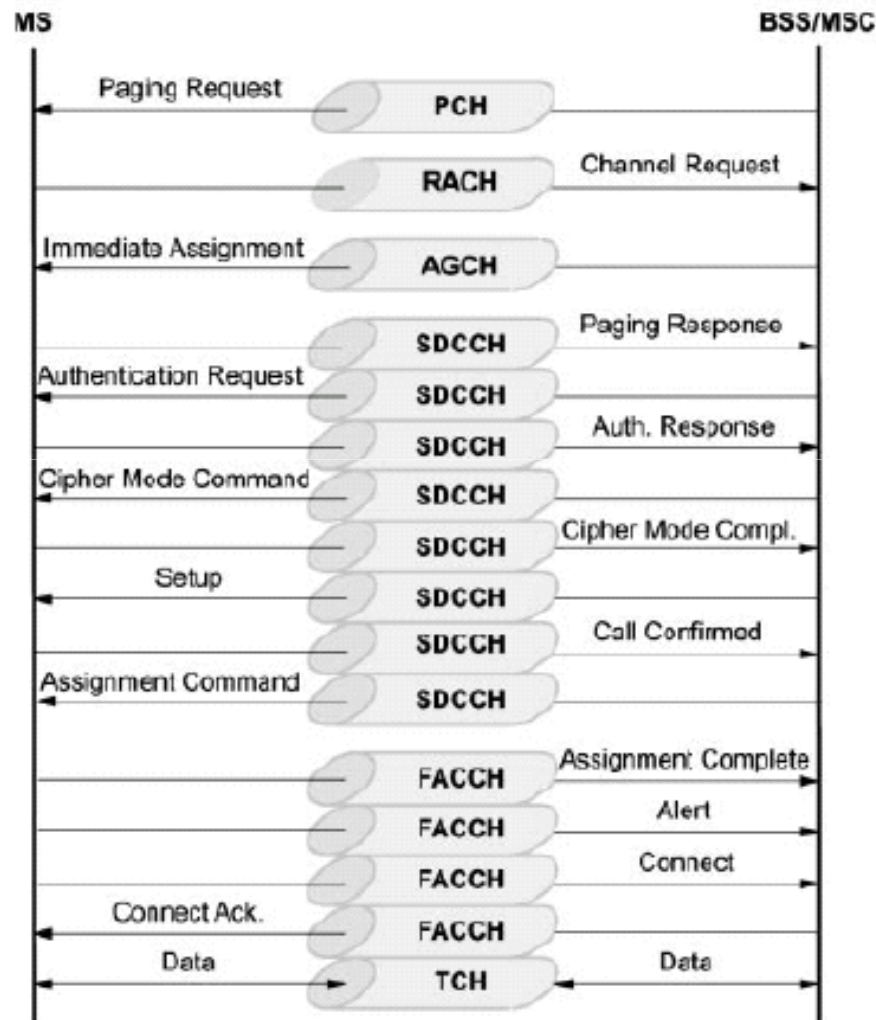 MS BSS/MSC
Paging Request PCH
RACH Channel Request
Immediate Assignment AGCH
SDCCH Paging Response
Authentication Request SDCCH
SDCCH Auth. Response
Cipher Mode Command SDCCH
SDCCH Cipher Mode Compl.
Setup SDCCH
SDCCH Call Confirmed
Assignment Command SDCCH
FACCH Assignment Complete
FACCH Alert
FACCH Connect
Connect Ack. FACCH
Data TCH Data